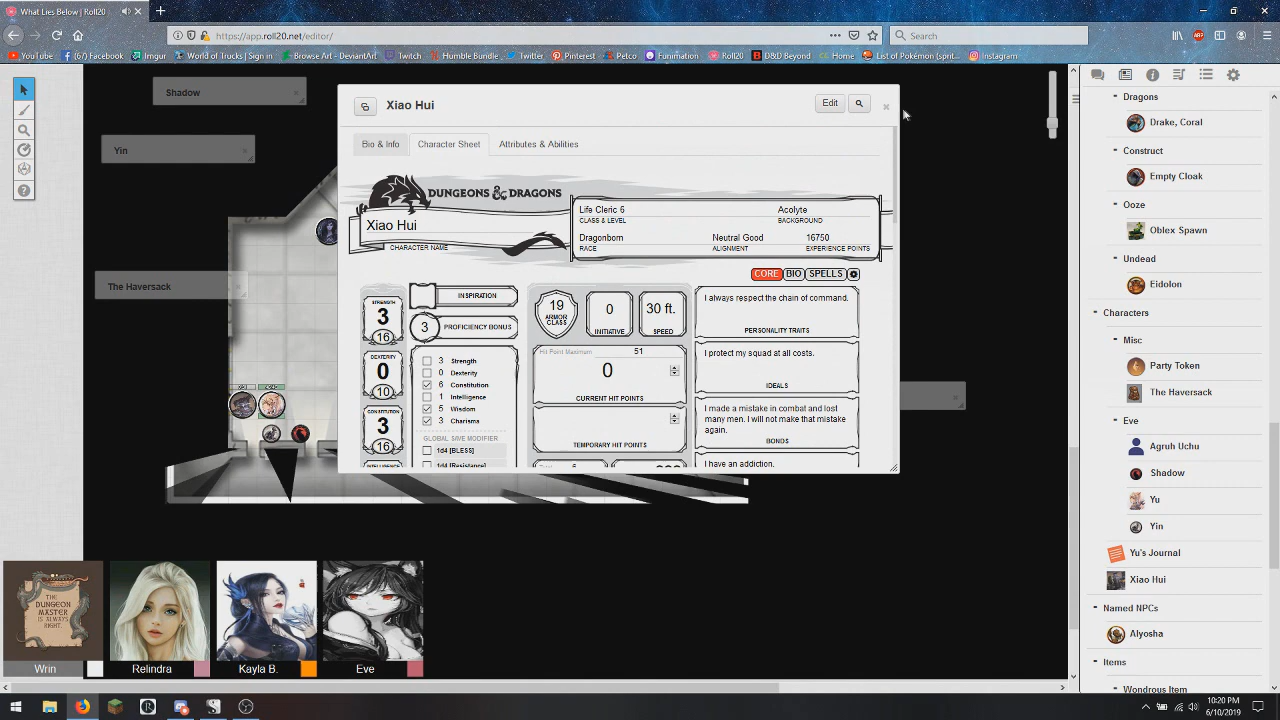 What Lies Below | Roll20
https://app.roll20.net/editor/
Search
YouTube
(6) Facebook
Imgur
World of Trucks | Sign in
Browse Art - DeviantArt
Twitch
Humble Bundle
Twitter
Pinterest
Petco
Funimation
Roll20
D&D Beyond
Home
List of Pokémon (sprit...
Instagram
Shadow
Yin
The Haversack
Xiao Hui
Edit
Bio & Info
Character Sheet
Attributes & Abilities
DUNGEONS & DRAGONS
Xiao Hui
CHARACTER NAME
Life Cleric 6
Acolyte
CLASS & LEVEL
BACKGROUND
Dragonborn
Neutral Good
16750
RACE
ALIGNMENT
EXPERIENCE POINTS
CORE
BIO
SPELLS
STRENGTH
3
16
DEXTERITY
0
10
CONSTITUTION
3
16
INSPIRATION
3
PROFICIENCY BONUS
3 Strength
0 Dexterity
6 Constitution
1 Intelligence
5 Wisdom
3 Charisma
GLOBAL SAVE MODIFIER
1d4 [BLESS]
1d4 [Resistance]
19
ARMOR
CLASS
0
INITIATIVE
30 ft.
SPEED
Hit Point Maximum 51
0
CURRENT HIT POINTS
TEMPORARY HIT POINTS
I always respect the chain of command.
PERSONALITY TRAITS
I protect my squad at all costs.
IDEALS
I made a mistake in combat and lost
many men. I will not make that mistake
again.
BONDS
I have an addiction.
Dragons
Drake, Coral
Construct
Empty Cloak
Ooze
Oblex Spawn
Undead
Eidolon
Characters
Misc
Party Token
The Haversack
Eve
Agruh Uchu
Shadow
Yu
Yin
Yu's Journal
Xiao Hui
Named NPCs
Alyosha
Items
Wondrous Item
THE
DUNGEON
MASTER
IS ALWAYS
RIGHT.
Wrin
Relindra
Kayla B.
Eve
10:20 PM
6/10/2019